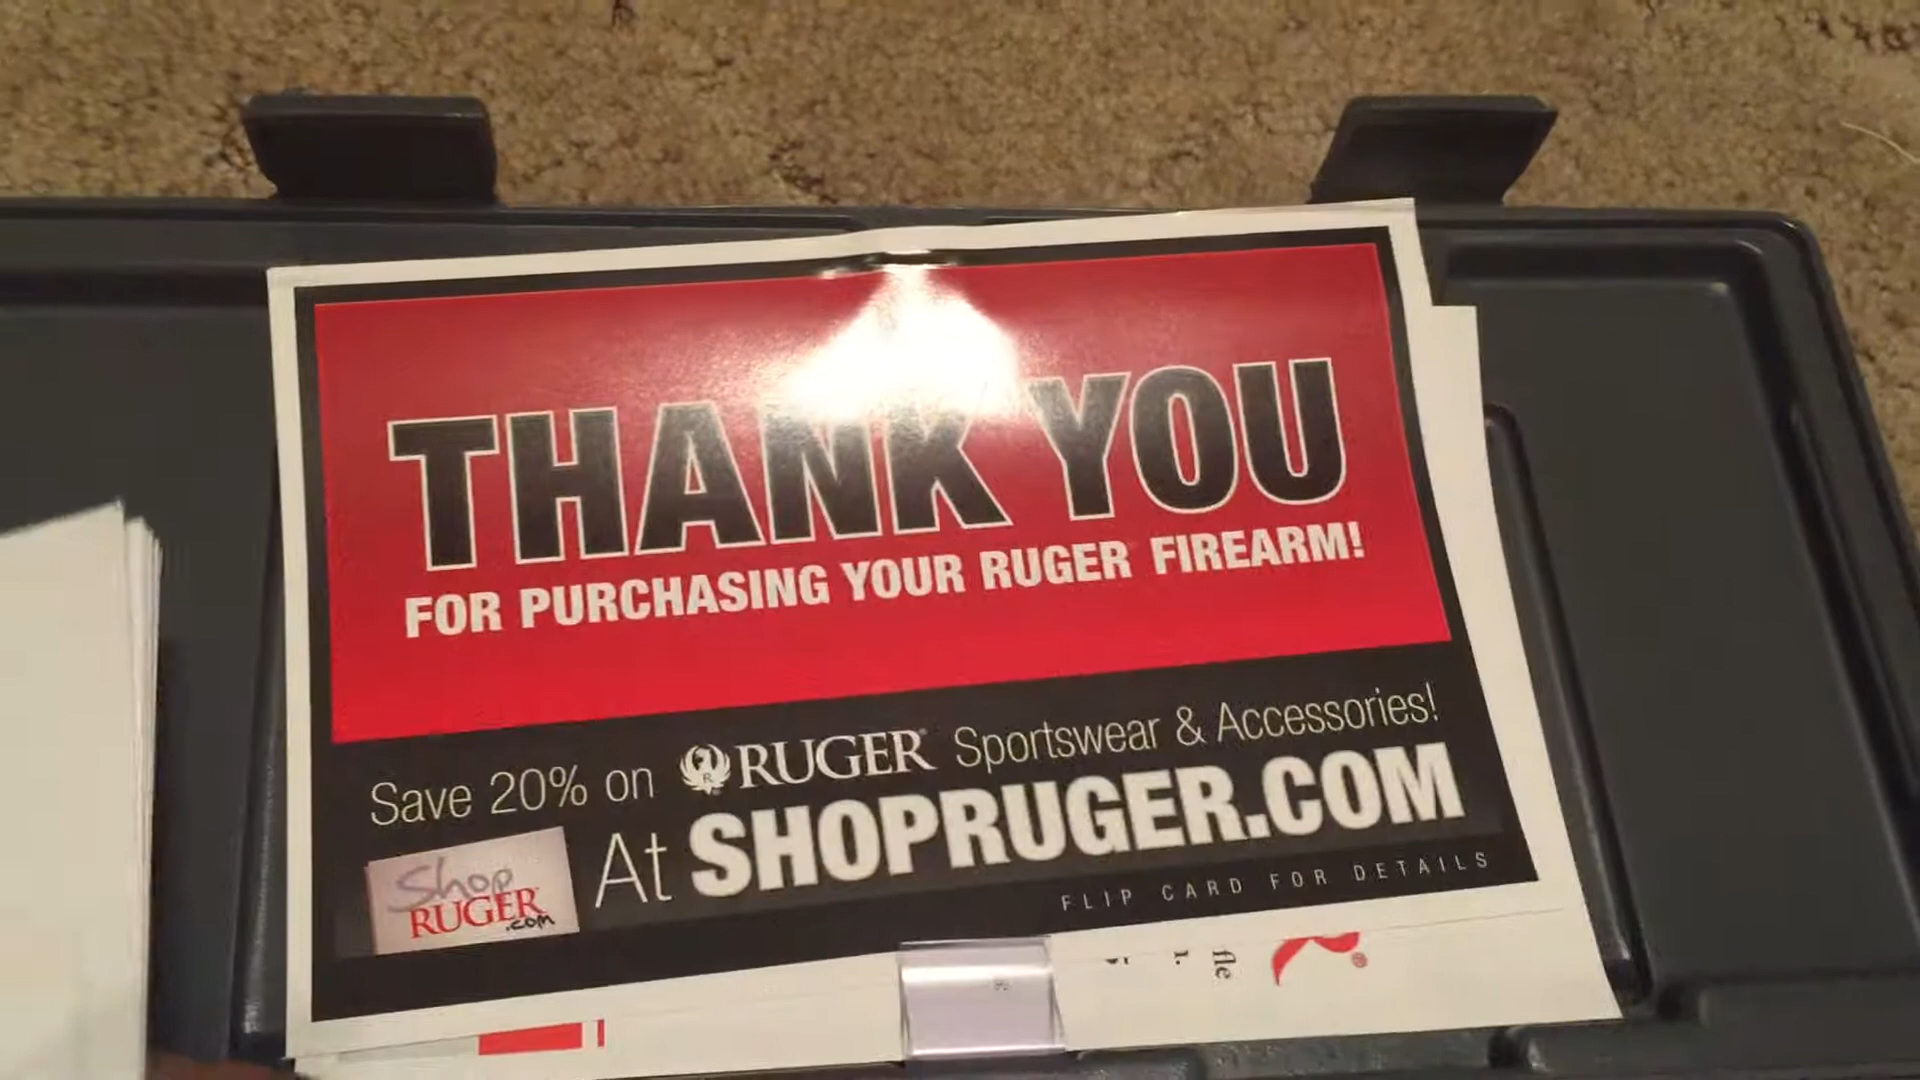 THANK YOU
FOR PURCHASING YOUR RUGER FIREARM!
Save 20% on RUGER® Sportswear & Accessories!
At SHOPRUGER.COM
Shop
RUGER
.com
FLIP CARD FOR DETAILS
fle